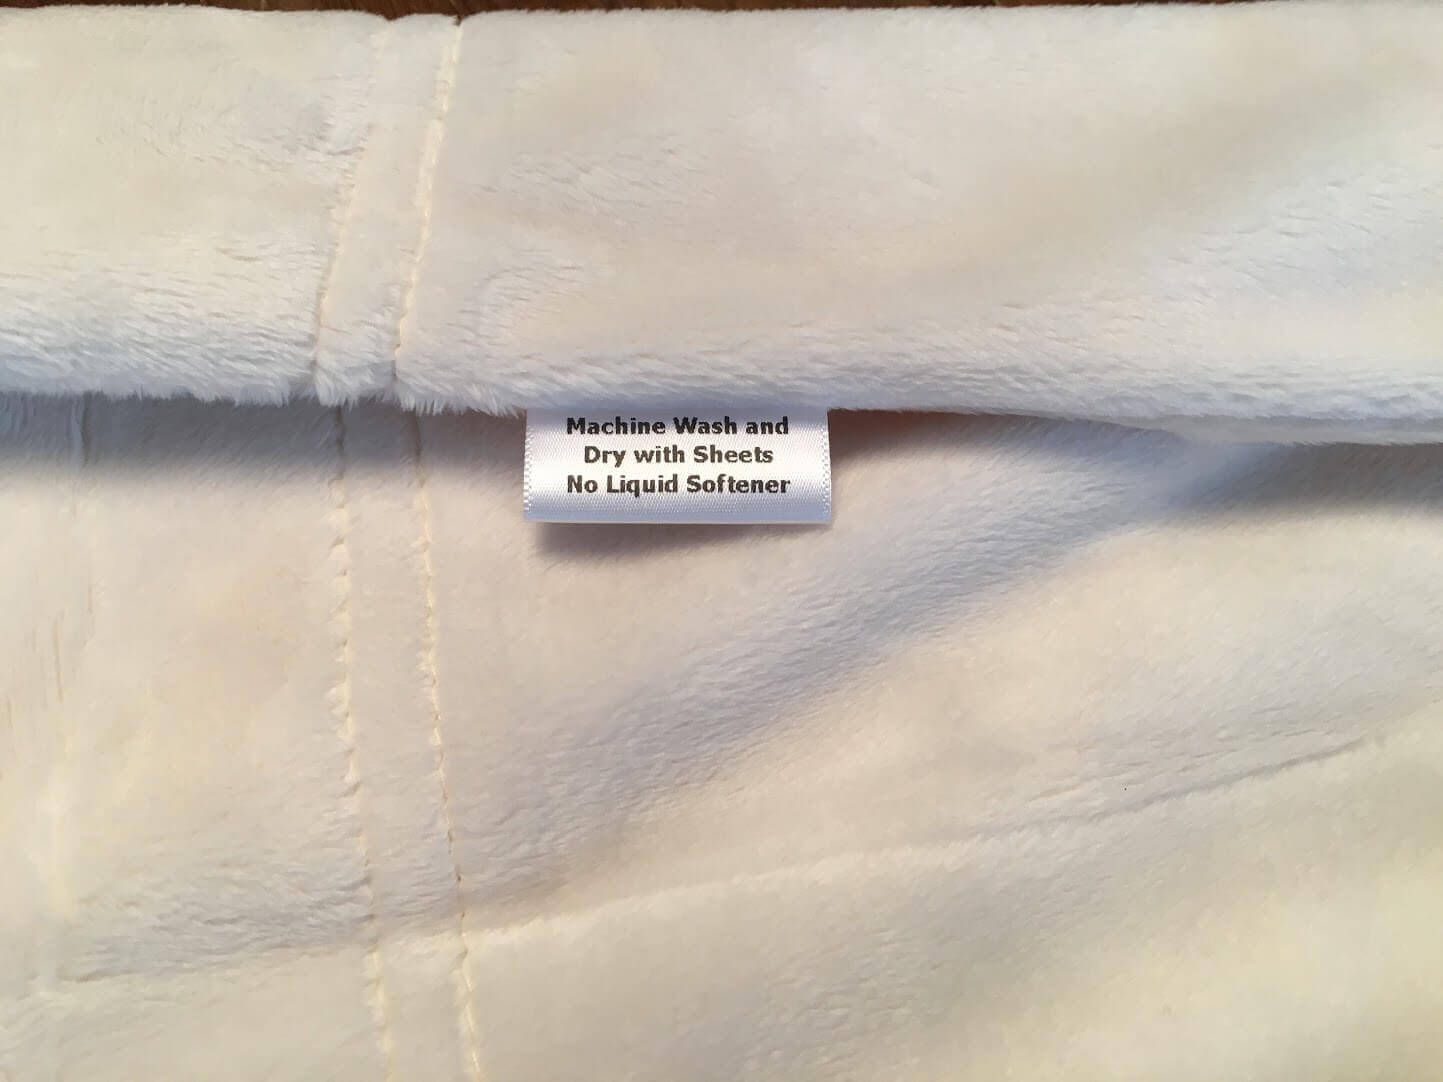 Machine Wash and
Dry with Sheets
No Liquid Softener